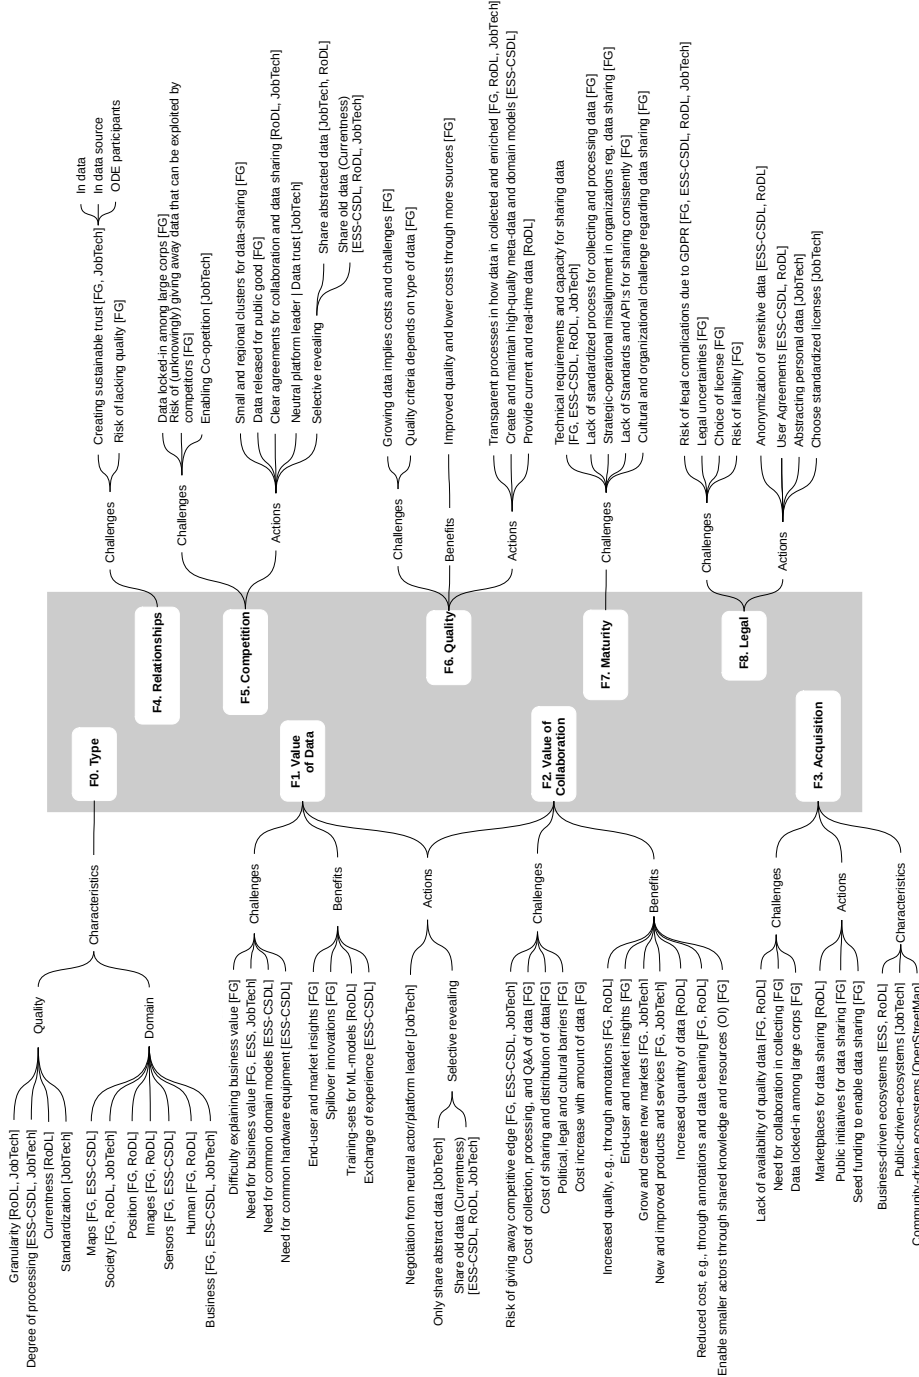 F0. Type
Characteristics
Quality
Granularity [RoDL, JobTech]
Degree of processing [ESS-CSDL, JobTech]
Currentness [RoDL]
Standardization [JobTech]
Domain
Maps [FG, ESS-CSDL]
Society [FG, RoDL, JobTech]
Position [FG, RoDL]
Images [FG, RoDL]
Sensors [FG, ESS-CSDL]
Human [FG, RoDL]
Business [FG, ESS-CSDL, JobTech]
F1. Value
of Data
Challenges
Difficulty explaining business value [FG]
Need for business value [FG, ESS, JobTech]
Need for common domain models [ESS-CSDL]
Need for common hardware equipment [ESS-CSDL]
Benefits
End-user and market insights [FG]
Spillover innovations [FG]
Training-sets for ML-models [RoDL]
Exchange of experience [ESS-CSDL]
Actions
Negotiation from neutral actor/platform leader [JobTech]
Selective revealing
Only share abstract data [JobTech]
Share old data (Currentness)
[ESS-CSDL, RoDL, JobTech]
F2. Value of
Collaboration
Challenges
Risk of giving away competitive edge [FG, ESS-CSDL, JobTech]
Cost of collection, processing, and Q&A of data [FG]
Cost of sharing and distribution of data[FG]
Political, legal and cultural barriers [FG]
Cost increase with amount of data [FG]
Benefits
Increased quality, e.g., through annotations [FG, RoDL]
End-user and market insights [FG]
Grow and create new markets [FG, JobTech]
New and improved products and services [FG, JobTech]
Increased quantity of data [RoDL]
Reduced cost, e.g., through annotations and data cleaning [FG, RoDL]
Enable smaller actors through shared knowledge and resources (OI) [FG]
F3. Acquisition
Challenges
Lack of availability of quality data [FG, RoDL]
Need for collaboration in collecting [FG]
Data locked-in among large corps [FG]
Actions
Marketplaces for data sharing [RoDL]
Public initiatives for data sharing [FG]
Seed funding to enable data sharing [FG]
Characteristics
Business-driven ecosystems [ESS, RoDL]
Public-driven-ecosystems [JobTech]
Community-driven ecosystems [OpenStreetMap]
F4. Relationships
Challenges
Creating sustainable trust [FG, JobTech]
In data
In data source
ODE participants
Risk of lacking quality [FG]
F5. Competition
Challenges
Data locked-in among large corps [FG]
Risk of (unknowingly) giving away data that can be exploited by
competitors [FG]
Enabling Co-opetition [JobTech]
Actions
Small and regional clusters for data-sharing [FG]
Data released for public good [FG]
Clear agreements for collaboration and data sharing [RoDL, JobTech]
Neutral platform leader | Data trust [JobTech]
Selective revealing
Share abstracted data [JobTech, RoDL]
Share old data (Currentness)
[ESS-CSDL, RoDL, JobTech]
F6. Quality
Challenges
Growing data implies costs and challenges [FG]
Quality criteria depends on type of data [FG]
Benefits
Improved quality and lower costs through more sources [FG]
Actions
Transparent processes in how data in collected and enriched [FG, RoDL, JobTech]
Create and maintain high-quality meta-data and domain models [ESS-CSDL]
Provide current and real-time data [RoDL]
F7. Maturity
Challenges
Technical requirements and capacity for sharing data
[FG, ESS-CSDL, RoDL, JobTech]
Lack of standardized process for collecting and processing data [FG]
Strategic-operational misalignment in organizations reg. data sharing [FG]
Lack of Standards and API:s for sharing consistently [FG]
Cultural and organizational challenge regarding data sharing [FG]
F8. Legal
Challenges
Risk of legal complications due to GDPR [FG, ESS-CSDL, RoDL, JobTech]
Legal uncertainties [FG]
Choice of license [FG]
Risk of liability [FG]
Actions
Anonymization of sensitive data [ESS-CSDL, RoDL]
User Agreements [ESS-CSDL, RoDL]
Abstracting personal data [JobTech]
Choose standardized licenses [JobTech]